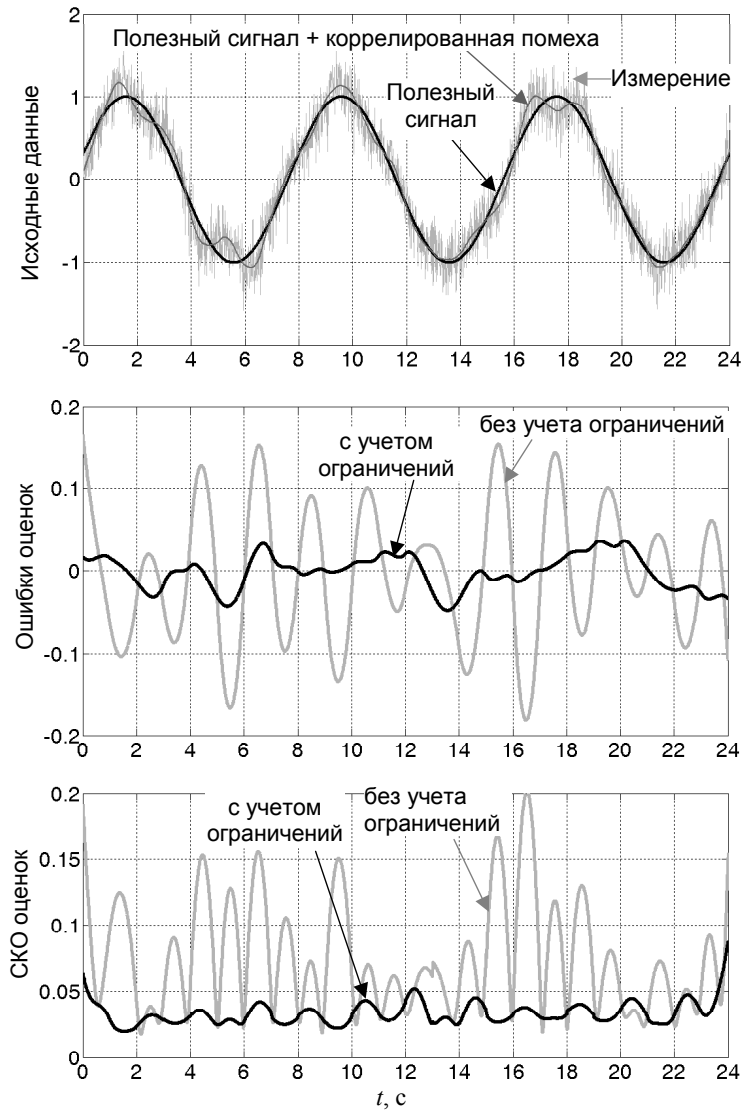 Полезный сигнал + коррелированная помеха
Измерение
Полезный
сигнал
Исходные данные
2
1
0
-1
-2
0 2 4 6 8 10 12 14 16 18 20 22 24
без учета ограничений
с учетом
ограничений
Ошибки оценок
0.2
0.1
0
-0.1
-0.2
0 2 4 6 8 10 12 14 16 18 20 22 24
с учетом
ограничений
без учета
ограничений
СКО оценок
0.2
0.15
0.1
0.05
0
0 2 4 6 8 10 12 14 16 18 20 22 24
t, с